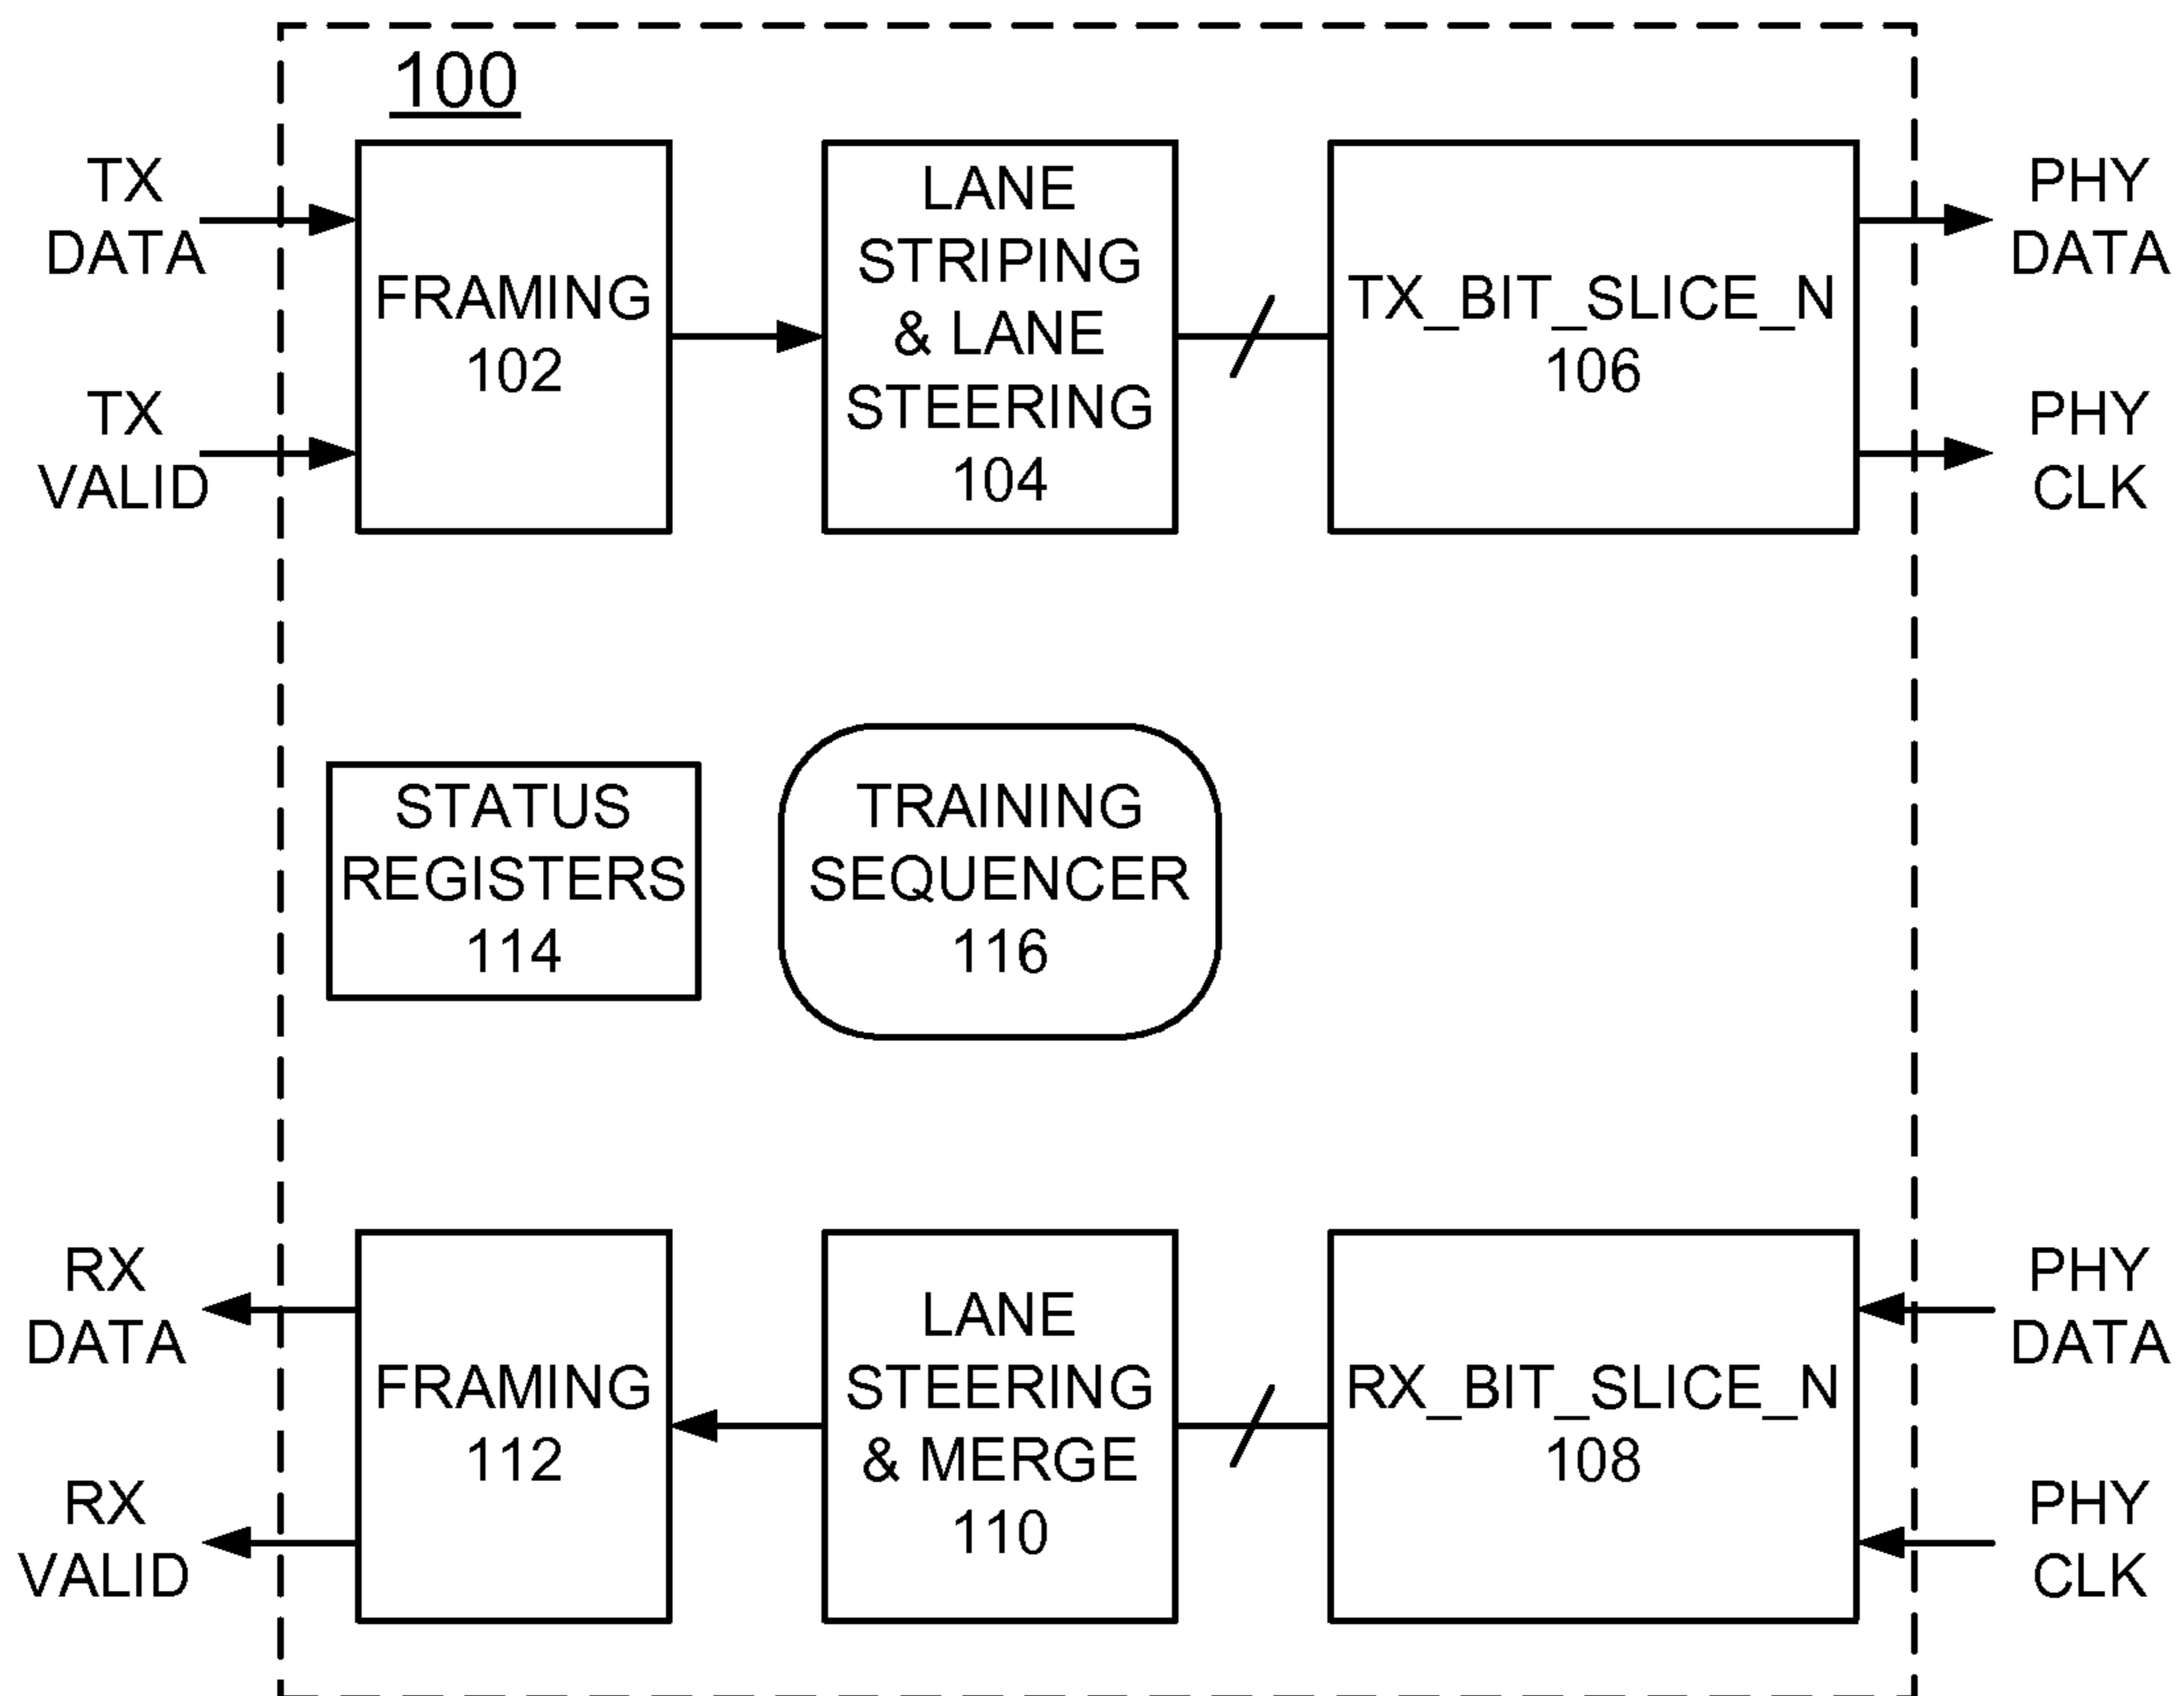 100
TX
DATA
TX
VALID
FRAMING
102
LANE
STRIPING
& LANE
STEERING
104
TX_BIT_SLICE_N
106
PHY
DATA
PHY
CLK
STATUS
REGISTERS
114
TRAINING
SEQUENCER
116
RX
DATA
RX
VALID
FRAMING
112
LANE
STEERING
& MERGE
110
RX_BIT_SLICE_N
108
PHY
DATA
PHY
CLK